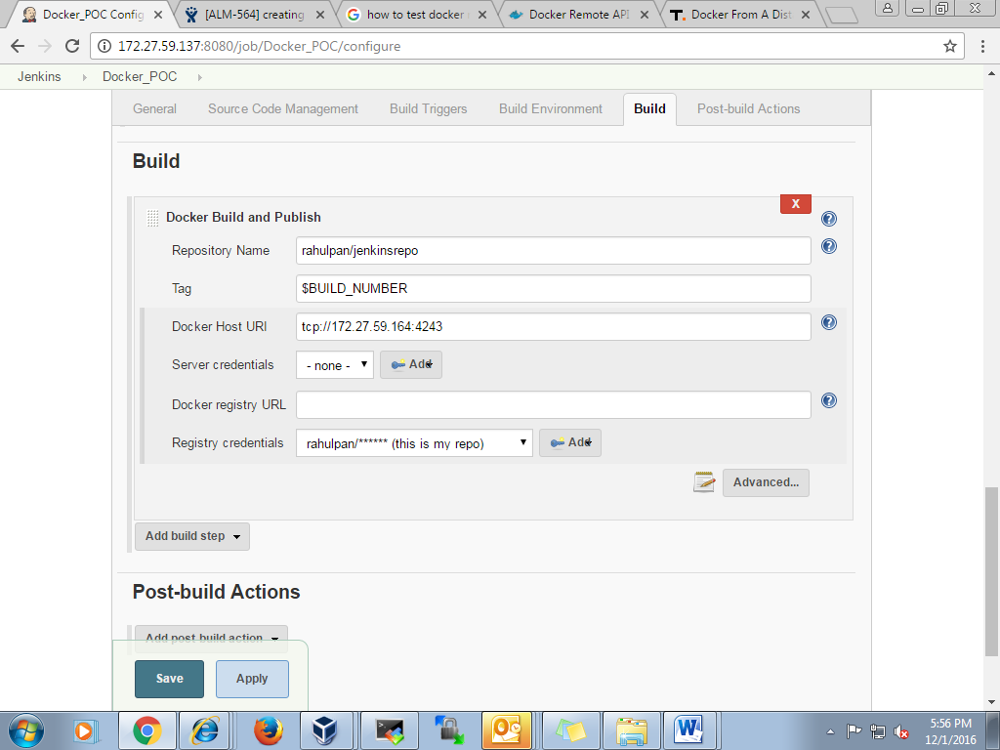 Docker_POC Config
[ALM-564] creating
how to test docker
Docker Remote API
Docker From A Dist
172.27.59.137:8080/job/Docker_POC/configure
Jenkins Docker_POC
General Source Code Management Build Triggers Build Environment Build Post-build Actions
Build
X
Docker Build and Publish
Repository Name rahulpan/jenkinsrepo
Tag $BUILD_NUMBER
Docker Host URI tcp://172.27.59.164:4243
Server credentials - none - Add
Docker registry URL
Registry credentials rahulpan/****** (this is my repo) Add
Advanced...
Add build step
Post-build Actions
Add post-build action
Save Apply
5:56 PM
12/1/2016